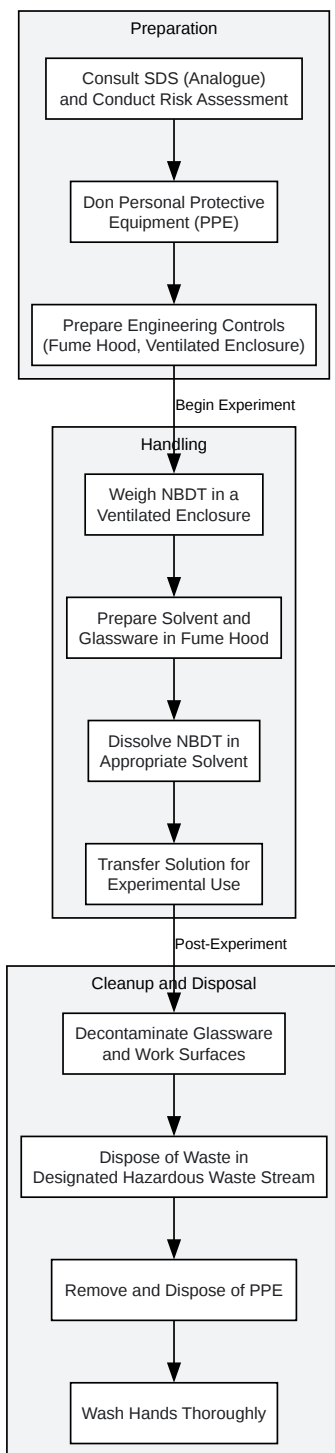 Preparation
Consult SDS (Analogue)
and Conduct Risk Assessment
Don Personal Protective
Equipment (PPE)
Prepare Engineering Controls
(Fume Hood, Ventilated Enclosure)
Begin Experiment
Handling
Weigh NBDT in a
Ventilated Enclosure
Prepare Solvent and
Glassware in Fume Hood
Dissolve NBDT in
Appropriate Solvent
Transfer Solution for
Experimental Use
Post-Experiment
Cleanup and Disposal
Decontaminate Glassware
and Work Surfaces
Dispose of Waste in
Designated Hazardous Waste Stream
Remove and Dispose of PPE
Wash Hands Thoroughly